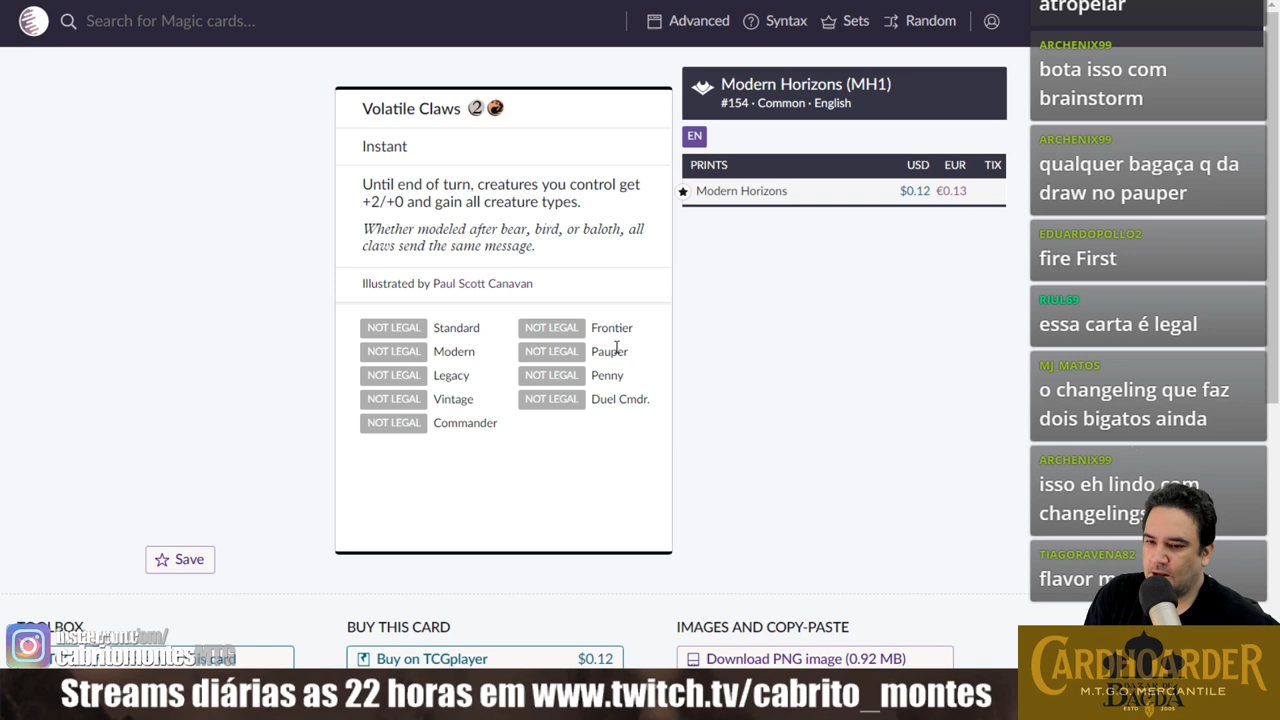 Search for Magic cards...
Advanced
Syntax
Sets
Random
Volatile Claws 2
Instant
Until end of turn, creatures you control get
+2/+0 and gain all creature types.
Whether modeled after bear, bird, or baloth, all
claws send the same message.
Illustrated by Paul Scott Canavan
NOT LEGAL Standard NOT LEGAL Frontier
NOT LEGAL Modern NOT LEGAL Pauper
NOT LEGAL Legacy NOT LEGAL Penny
NOT LEGAL Vintage NOT LEGAL Duel Cmdr.
NOT LEGAL Commander
Modern Horizons (MH1)
#154 · Common · English
EN
PRINTS USD EUR TIX
Modern Horizons $0.12 €0.13
Save
BUY THIS CARD
Buy on TCGplayer $0.12
IMAGES AND COPY-PASTE
Download PNG image (0.92 MB)
atropelar
ARCHENIX99
bota isso com
brainstorm
ARCHENIX99
qualquer bagaça q da
draw no pauper
EDUARDOPOLLO2
fire First
RIUL69
essa carta é legal
MJ_MATOS
o changeling que faz
dois bigatos ainda
ARCHENIX99
isso eh lindo com
changelings
TIAGORAVENA82
flavor
CARDHOARDER
M.T.G.O. MERCANTILE
Streams diárias as 22 horas em www.twitch.tv/cabrito_montes